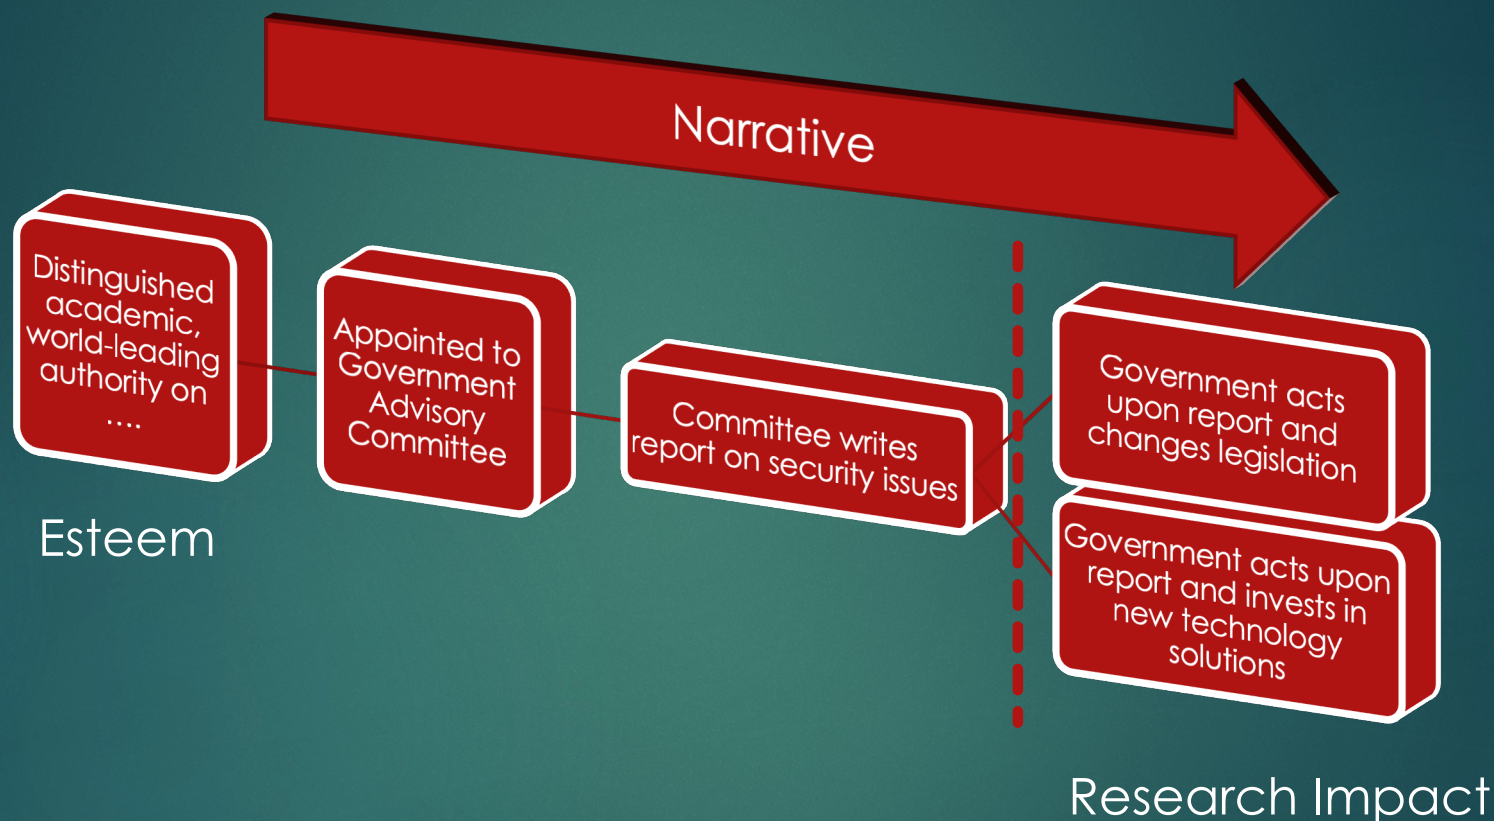 Narrative
Distinguished
academic,
world-leading
authority on
....
Esteem
Appointed to
Government
Advisory
Committee
Committee writes
report on security issues
Government acts
upon report and
changes legislation
Government acts upon
report and invests in
new technology
solutions
Research Impact